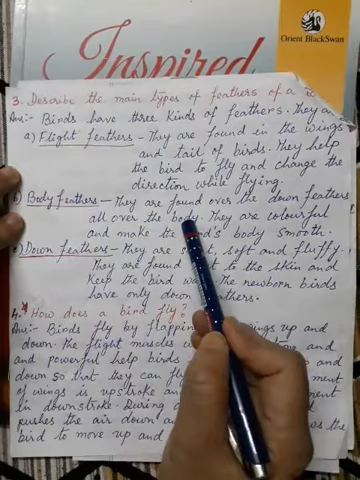 Orient BlackSwan
Inspired
3. Describe the main types of feathers of a
Ans:- Birds have three kinds of feathers. They are
a) Flight feathers - They are found in the wings
and tail of birds. They help
the bird to fly and change the
direction while flying.
b) Body feathers - They are found over the down feathers
all over the body. They are colourful
and make the body smooth.
Down feathers - They are soft and fluffy.
They are found to the skin and
keep the bird The newborn birds
have only down
4. How does a bird fly?
Ans:- Birds fly by up and
down. the flight muscles and
and powerful help birds and
down so that they can
of wings is upstroke and
in downstroke. During
pushes the air down the
bird to move up and